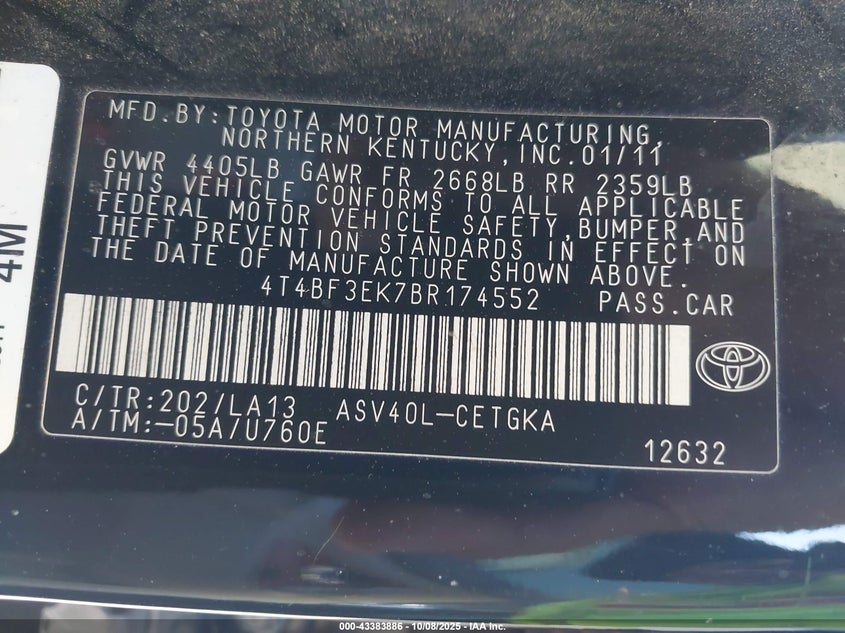 MFD.BY:TOYOTA MOTOR MANUFACTURING,
NORTHERN KENTUCKY,INC.01/11
GVWR 4405LB GAWR FR 2668LB RR 2359LB
THIS VEHICLE CONFORMS TO ALL APPLICABLE
FEDERAL MOTOR VEHICLE SAFETY,BUMPER,AND
THEFT PREVENTION STANDARDS IN EFFECT ON
THE DATE OF MANUFACTURE SHOWN ABOVE.
4T4BF3EK7BR174552 PASS.CAR
C/TR:202/LA13 ASV40L-CETGKA
A/TM:-05A/U760E
12632
4M
000-43383886 - 10/08/2025 - IAA Inc.